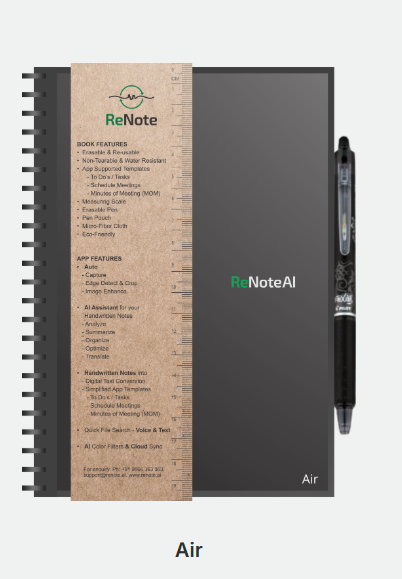 ReNote
BOOK FEATURES
• Erasable & Re-usable
• Non-Tearable & Water Resistant
• App Supported Templates
- To Do's / Tasks
- Schedule Meetings
- Minutes of Meeting (MOM)
• Measuring Scale
• Erasable Pen
• Pen Pouch
• Micro-Fiber Cloth
• Eco-Friendly
APP FEATURES
• Auto
- Capture
- Edge Detect & Crop
- Image Enhance
• AI Assistant for your
Handwritten Notes
- Analyze
- Summarize
- Organize
- Optimize
- Translate
• Handwritten Notes into
- Digital Text Conversion
- Simplified App Templates
- To Do's / Tasks
- Schedule Meetings
- Minutes of Meeting (MOM)
• Quick File Search - Voice & Text
• AI Color Filters & Cloud Sync
ReNoteAI
PILOT
Air
Air